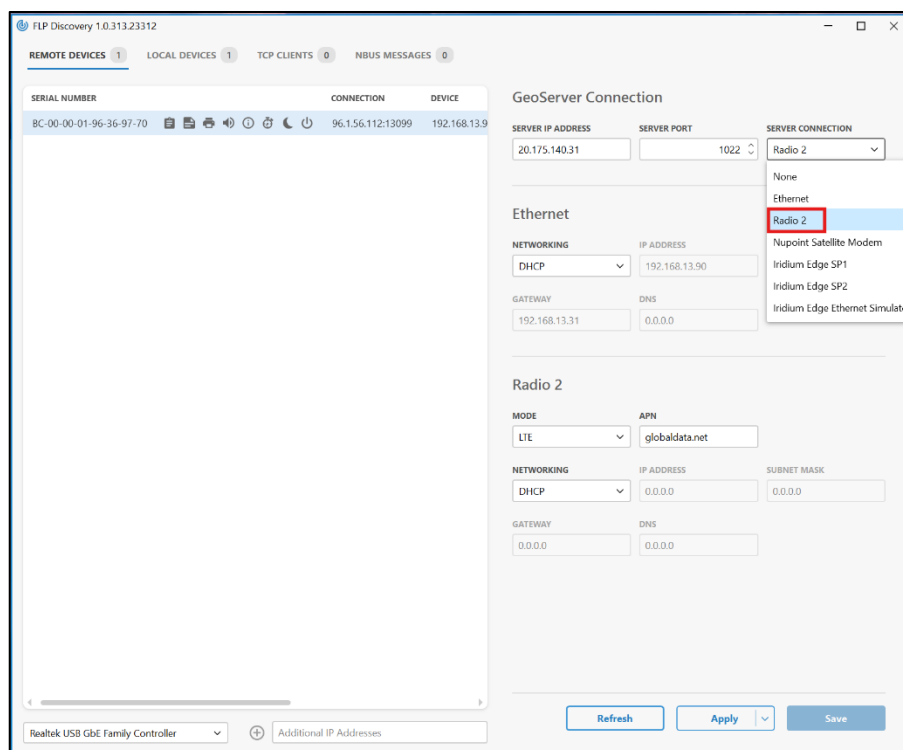 FLP Discovery 1.0.313.23312
REMOTE DEVICES 1 LOCAL DEVICES 1 TCP CLIENTS 0 NBUS MESSAGES 0
SERIAL NUMBER CONNECTION DEVICE
BC-00-00-01-96-36-97-70 96.1.56.112:13099 192.168.13.9
GeoServer Connection
SERVER IP ADDRESS SERVER PORT SERVER CONNECTION
20.175.140.31 1022 Radio 2
None
Ethernet
Radio 2
Nupoint Satellite Modem
Iridium Edge SP1
Iridium Edge SP2
Iridium Edge Ethernet Simulat
Ethernet
NETWORKING IP ADDRESS
DHCP 192.168.13.90
GATEWAY DNS
192.168.13.31 0.0.0.0
Radio 2
MODE APN
LTE globaldata.net
NETWORKING IP ADDRESS SUBNET MASK
DHCP 0.0.0.0 0.0.0.0
GATEWAY DNS
0.0.0.0 0.0.0.0
Refresh Apply Save
Realtek USB GbE Family Controller Additional IP Addresses